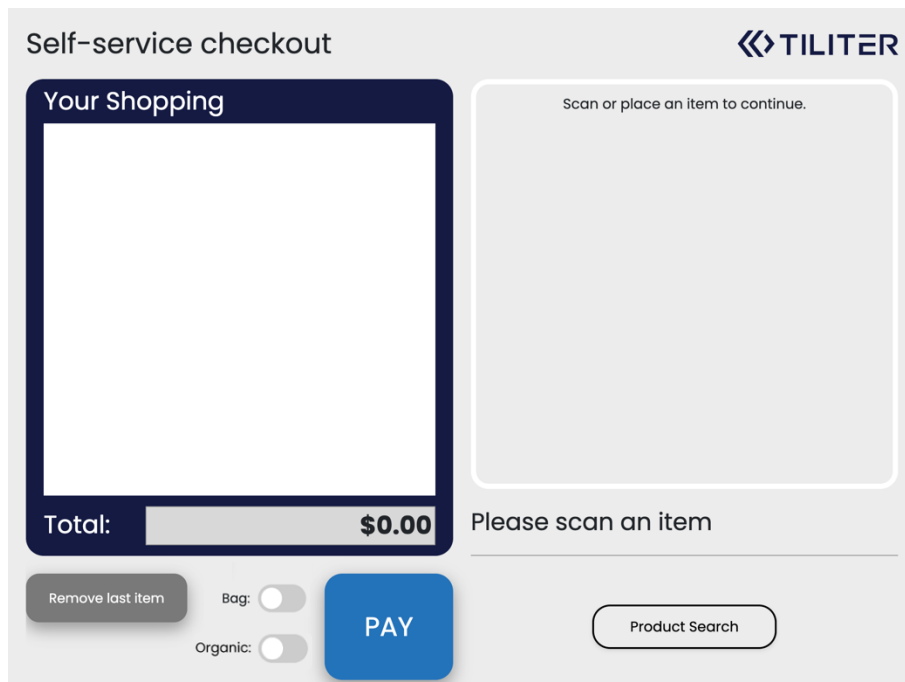 Self-service checkout
TILITER
Your Shopping
Total:
$0.00
Remove last item
Bag:
Organic:
PAY
Scan or place an item to continue.
Please scan an item
Product Search